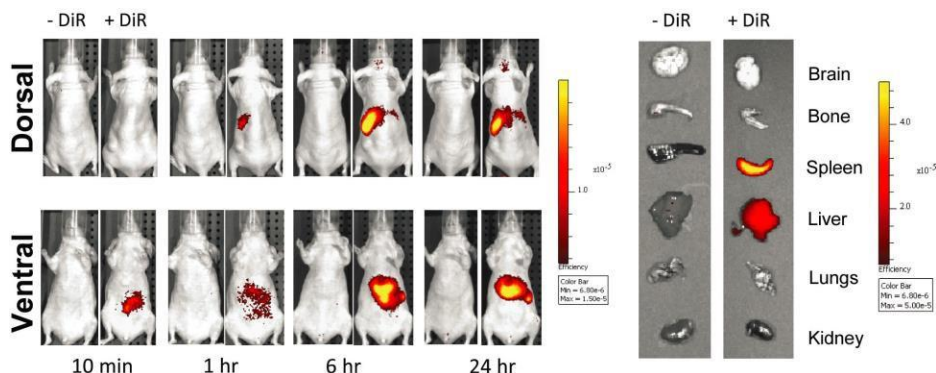 - DiR + DiR
- DiR + DiR
Dorsal
Ventral
10 min 1 hr 6 hr 24 hr
1.0
x10⁻⁵
Efficiency
Color Bar
Min = 6.80e-6
Max = 1.50e-5
Brain
Bone
Spleen
Liver
Lungs
Kidney
4.0
x10⁻⁵
2.0
Efficiency
Color Bar
Min = 6.80e-6
Max = 5.00e-5